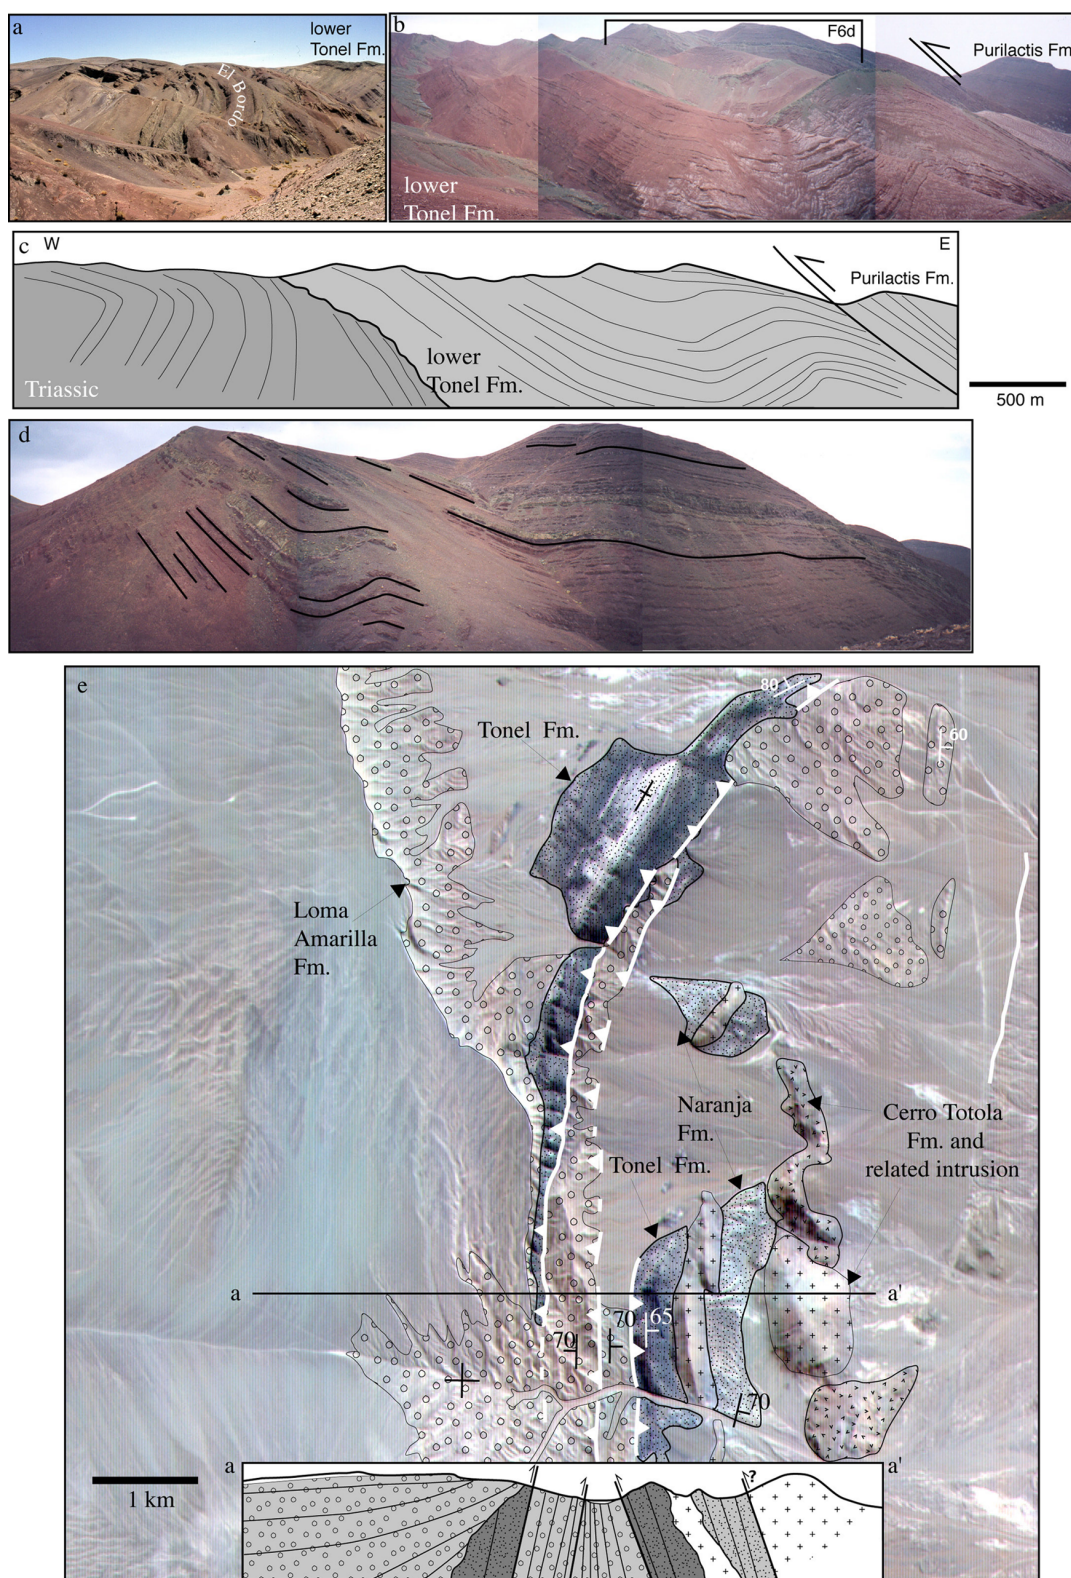 a
lower
Tonel Fm.
El Bordo
b
F6d
Purilactis Fm
lower
Tonel Fm.
c
W
E
Purilactis Fm.
lower
Tonel Fm.
Triassic
500 m
d
e
80
Tonel Fm.
60
Loma
Amarilla
Fm.
Naranja
Fm.
Cerro Totola
Fm. and
related intrusion
Tonel Fm.
a
a'
70
65
70
70
a
a'
?
1 km